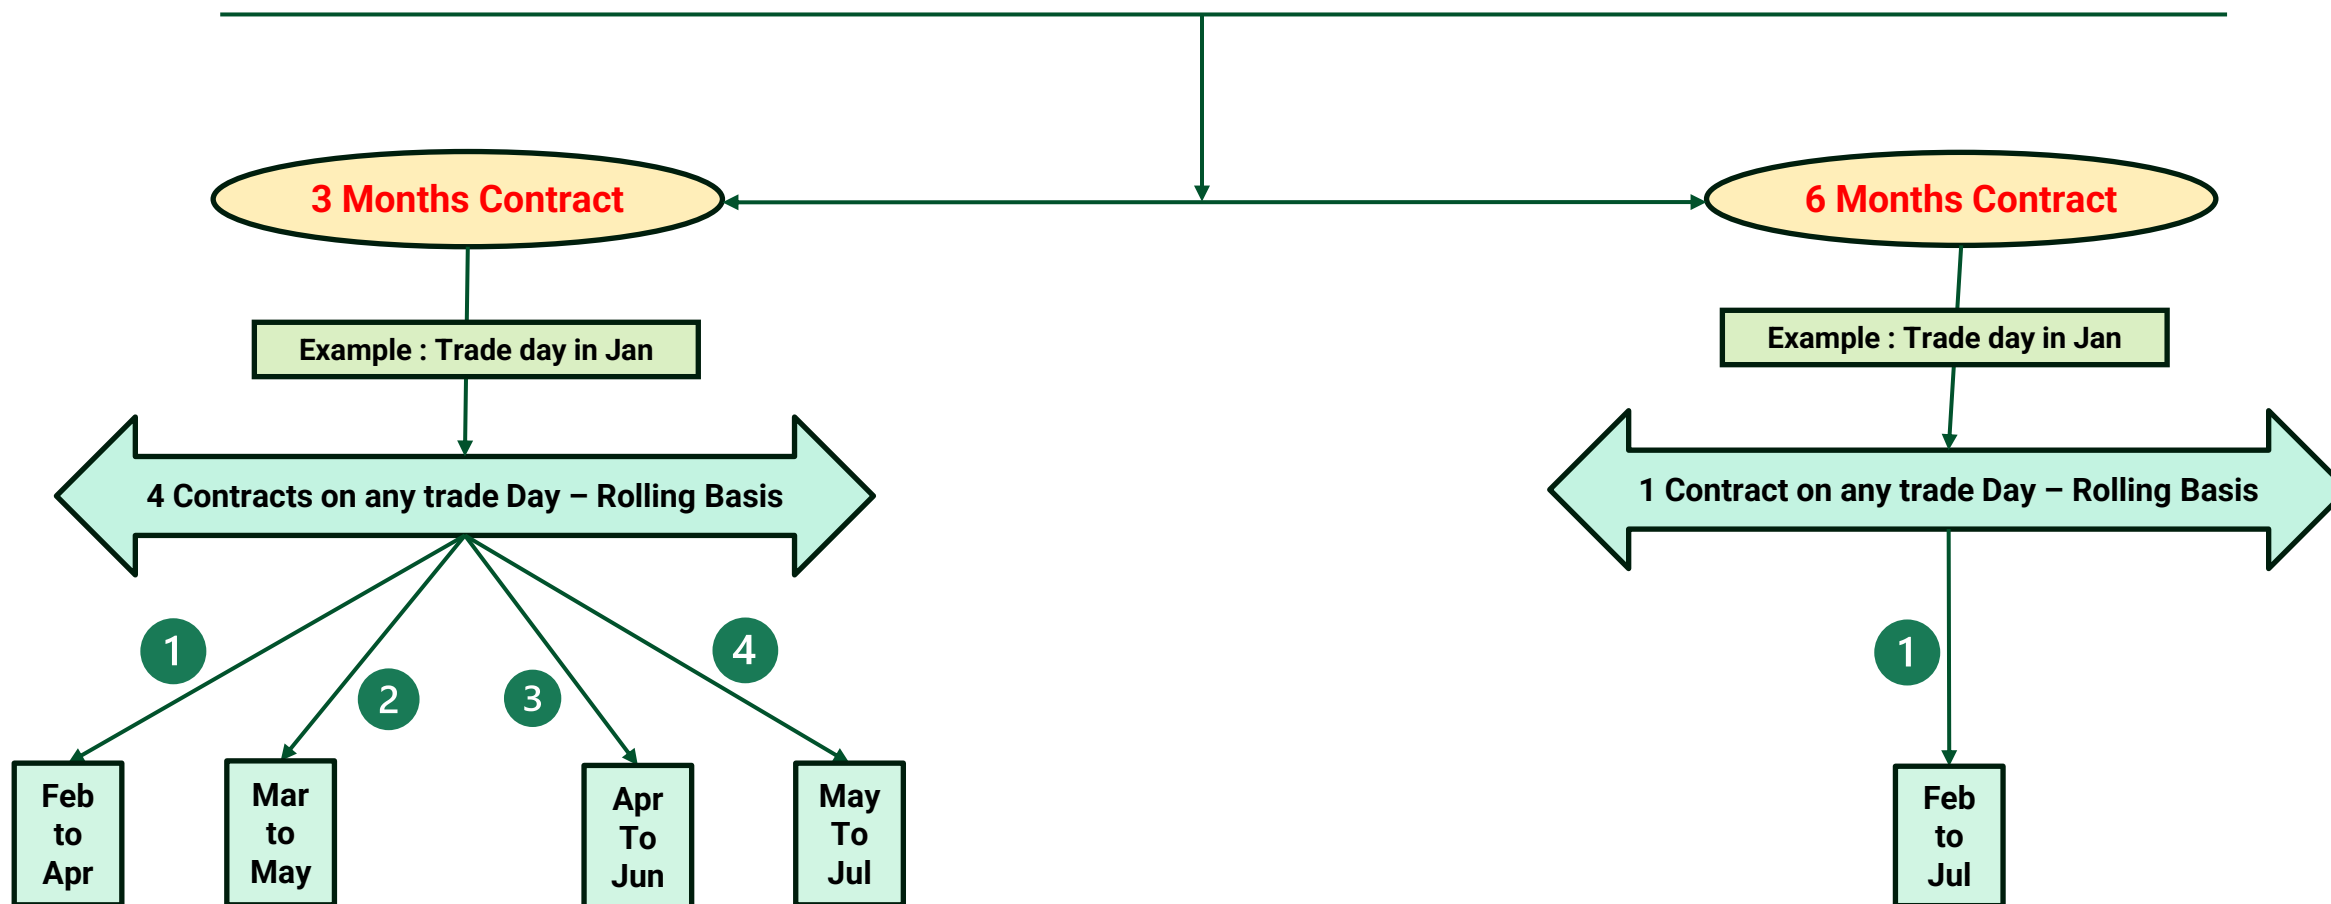 3 Months Contract
6 Months Contract
Example : Trade day in Jan
Example : Trade day in Jan
4 Contracts on any trade Day – Rolling Basis
1 Contract on any trade Day – Rolling Basis
1
2
3
4
1
Feb
to
Apr
Mar
to
May
Apr
To
Jun
May
To
Jul
Feb
to
Jul